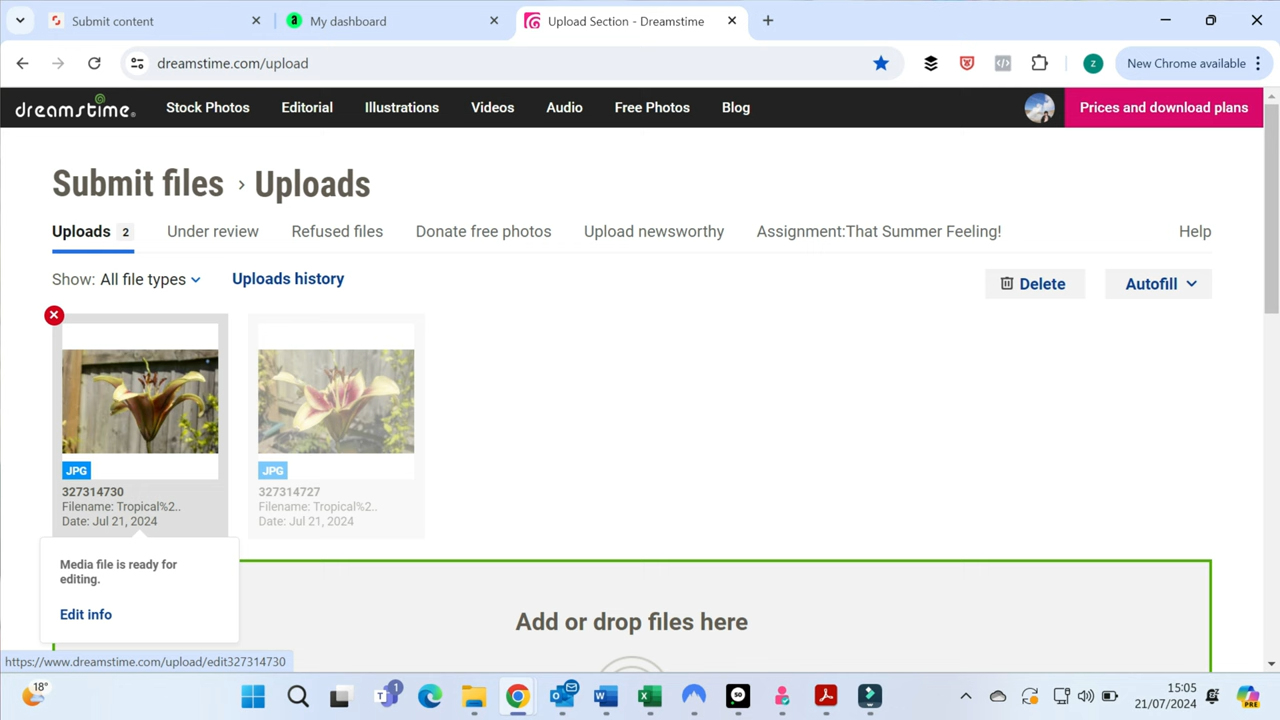 Submit content
My dashboard
Upload Section - Dreamstime
dreamstime.com/upload
z
New Chrome available
dreamstime.
Stock Photos
Editorial
Illustrations
Videos
Audio
Free Photos
Blog
Prices and download plans
Submit files › Uploads
Uploads 2
Under review
Refused files
Donate free photos
Upload newsworthy
Assignment:That Summer Feeling!
Help
Show: All file types
Uploads history
Delete
Autofill
JPG
327314730
Filename: Tropical%2..
Date: Jul 21, 2024
JPG
327314727
Filename: Tropical%2..
Date: Jul 21, 2024
Media file is ready for
editing.
Edit info
Add or drop files here
https://www.dreamstime.com/upload/edit327314730
18°
1
15:05
21/07/2024
PRE